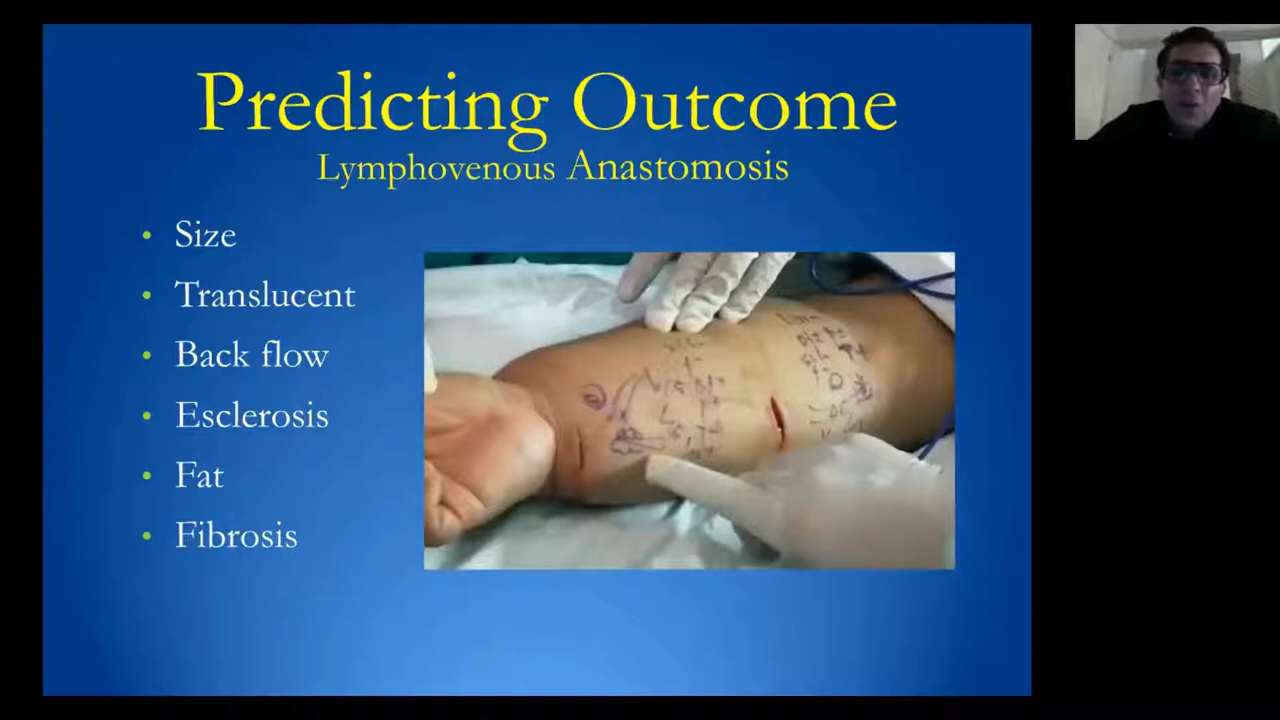 Predicting Outcome
Lymphovenous Anastomosis
• Size
• Translucent
• Back flow
• Esclerosis
• Fat
• Fibrosis